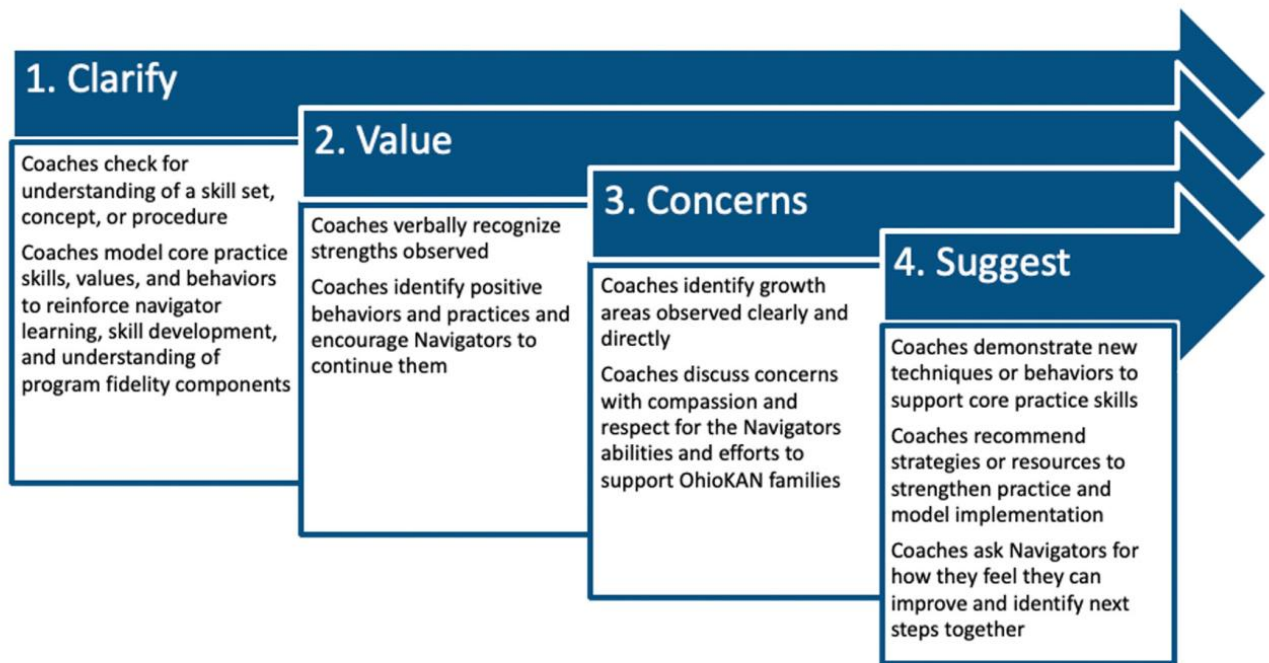 1. Clarify
Coaches check for
understanding of a skill set,
concept, or procedure
Coaches model core practice
skills, values, and behaviors
to reinforce navigator
learning, skill development,
and understanding of
program fidelity components
2. Value
Coaches verbally recognize
strengths observed
Coaches identify positive
behaviors and practices and
encourage Navigators to
continue them
3. Concerns
Coaches identify growth
areas observed clearly and
directly
Coaches discuss concerns
with compassion and
respect for the Navigators
abilities and efforts to
support OhioKAN families
4. Suggest
Coaches demonstrate new
techniques or behaviors to
support core practice skills
Coaches recommend
strategies or resources to
strengthen practice and
model implementation
Coaches ask Navigators for
how they feel they can
improve and identify next
steps together